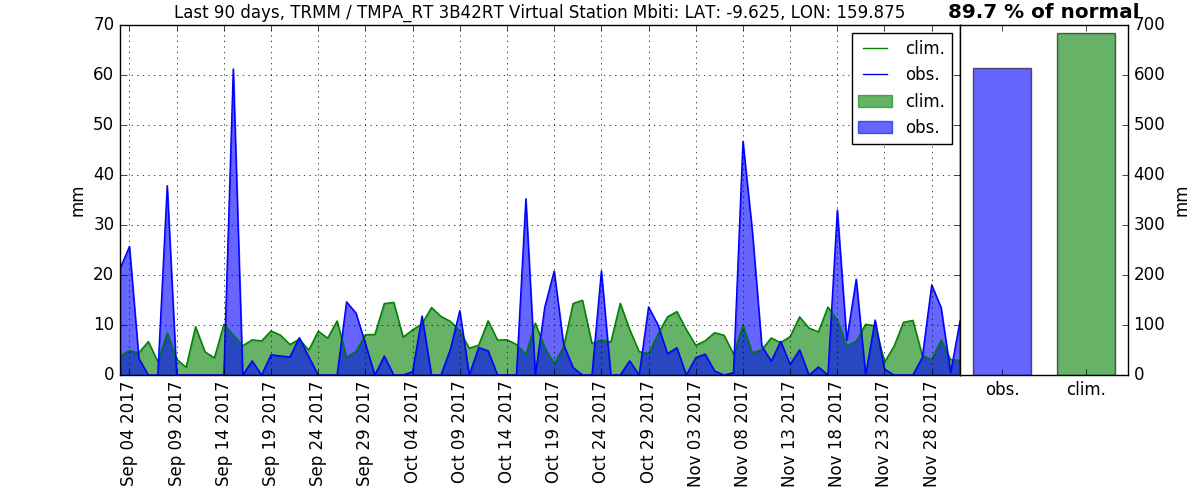 Last 90 days, TRMM / TMPA_RT 3B42RT Virtual Station Mbiti: LAT: -9.625, LON: 159.875
89.7 % of normal
70
60
50
40
30
20
10
0
mm
clim.
obs.
clim.
obs.
700
600
500
400
300
200
100
0
mm
obs.
clim.
Sep 04 2017
Sep 09 2017
Sep 14 2017
Sep 19 2017
Sep 24 2017
Sep 29 2017
Oct 04 2017
Oct 09 2017
Oct 14 2017
Oct 19 2017
Oct 24 2017
Oct 29 2017
Nov 03 2017
Nov 08 2017
Nov 13 2017
Nov 18 2017
Nov 23 2017
Nov 28 2017